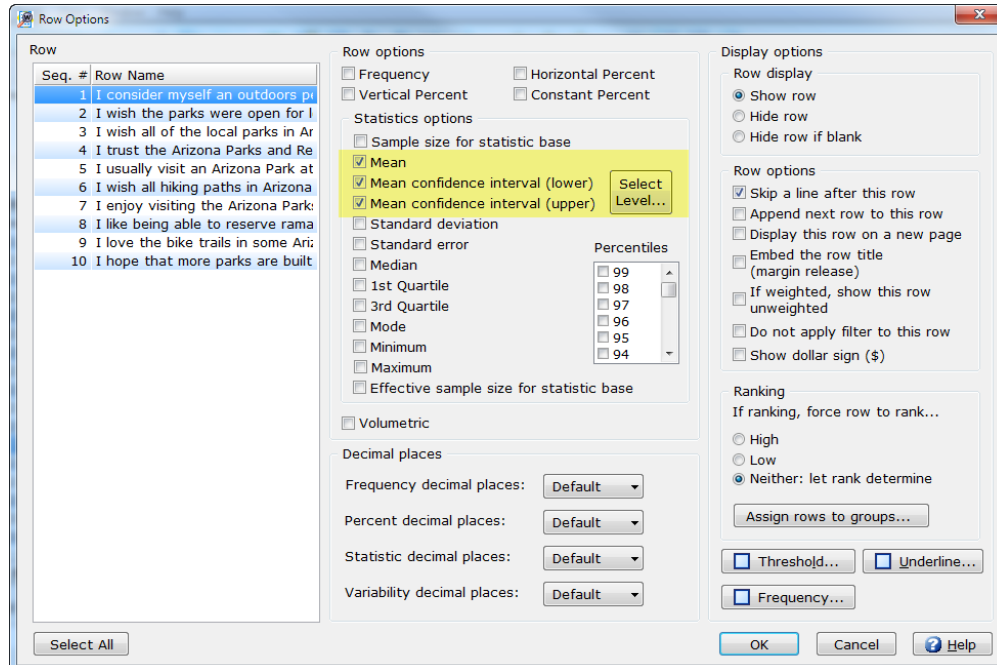 Row Options
Row
Seq. # Row Name
1 I consider myself an outdoors pe
2 I wish the parks were open for l
3 I wish all of the local parks in Ar
4 I trust the Arizona Parks and Re
5 I usually visit an Arizona Park at
6 I wish all hiking paths in Arizona
7 I enjoy visiting the Arizona Parks
8 I like being able to reserve rama
9 I love the bike trails in some Ariz
10 I hope that more parks are built
Select All
Row options
Frequency Horizontal Percent
Vertical Percent Constant Percent
Statistics options
Sample size for statistic base
Mean
Mean confidence interval (lower)
Mean confidence interval (upper)
Select
Level...
Standard deviation
Standard error
Median
1st Quartile
3rd Quartile
Mode
Minimum
Maximum
Effective sample size for statistic base
Percentiles
99
98
97
96
95
94
Volumetric
Decimal places
Frequency decimal places: Default
Percent decimal places: Default
Statistic decimal places: Default
Variability decimal places: Default
Display options
Row display
Show row
Hide row
Hide row if blank
Row options
Skip a line after this row
Append next row to this row
Display this row on a new page
Embed the row title
(margin release)
If weighted, show this row
unweighted
Do not apply filter to this row
Show dollar sign ($)
Ranking
If ranking, force row to rank...
High
Low
Neither: let rank determine
Assign rows to groups...
Threshold... Underline...
Frequency...
OK Cancel Help